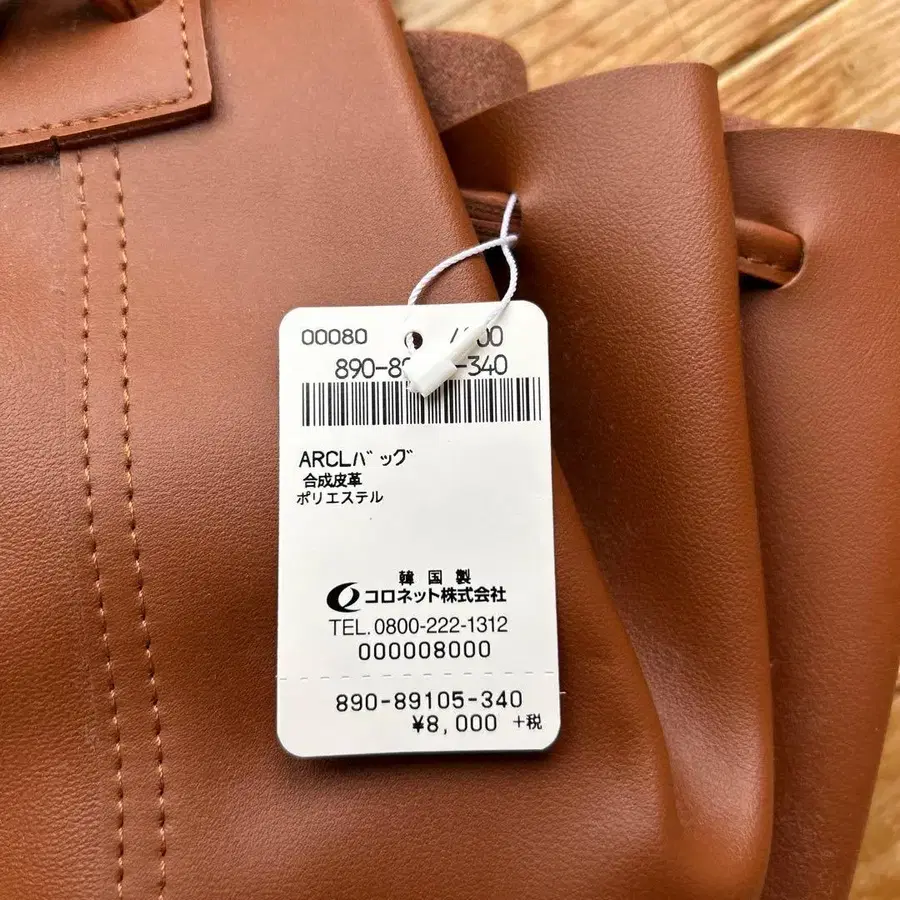 00080
890-89 -340
ARCLバッグ
合成皮革
ポリエステル
韓国製
コロネット株式会社
TEL.0800-222-1312
000008000
890-89105-340
¥8,000 +税